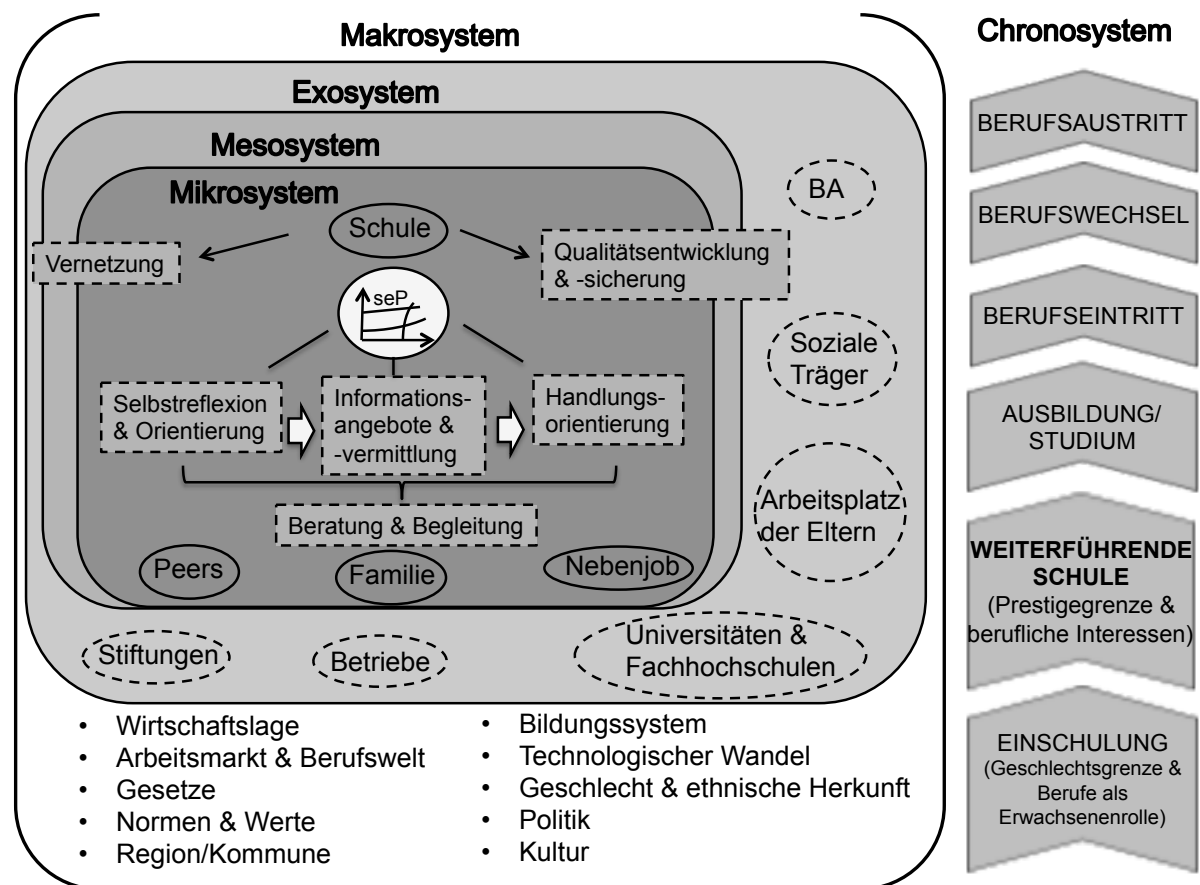 Makrosystem
Exosystem
Mesosystem
Mikrosystem
Schule
Vernetzung
Qualitätsentwicklung
& -sicherung
seP
Selbstreflexion
& Orientierung
Informations-
angebote &
-vermittlung
Handlungs-
orientierung
Beratung & Begleitung
Peers
Familie
Nebenjob
BA
Soziale
Träger
Arbeitsplatz
der Eltern
Stiftungen
Betriebe
Universitäten &
Fachhochschulen
• Wirtschaftslage
• Arbeitsmarkt & Berufswelt
• Gesetze
• Normen & Werte
• Region/Kommune
• Bildungssystem
• Technologischer Wandel
• Geschlecht & ethnische Herkunft
• Politik
• Kultur
Chronosystem
BERUFSAUSTRITT
BERUFSWECHSEL
BERUFSEINTRITT
AUSBILDUNG/
STUDIUM
WEITERFÜHRENDE
SCHULE
(Prestigegrenze &
berufliche Interessen)
EINSCHULUNG
(Geschlechtsgrenze &
Berufe als
Erwachsenenrolle)